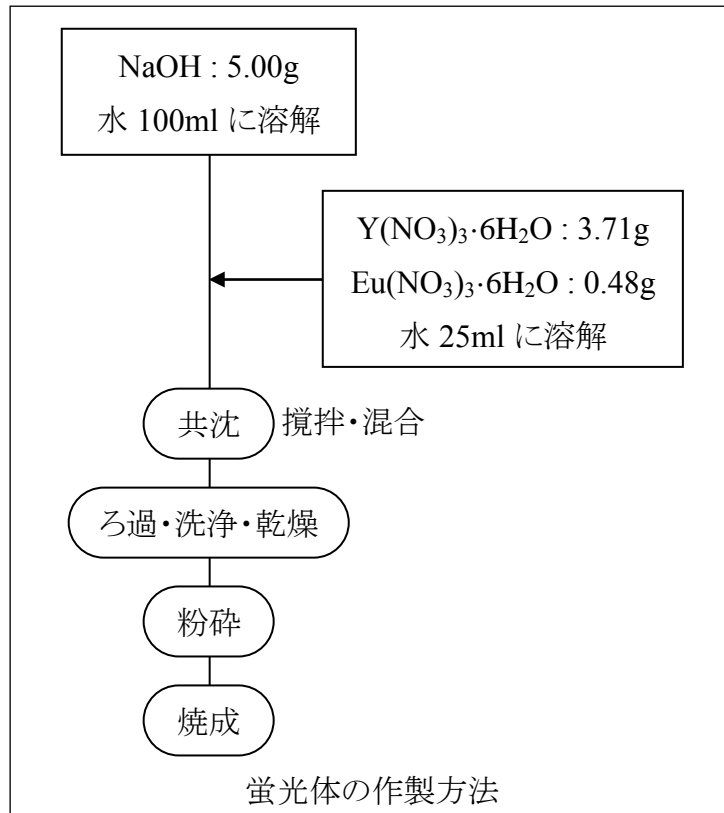 NaOH : 5.00g
水 100ml に溶解
Y(NO₃)₃·6H₂O : 3.71g
Eu(NO₃)₃·6H₂O : 0.48g
水 25ml に溶解
共沈 撹拌・混合
ろ過・洗浄・乾燥
粉砕
焼成
蛍光体の作製方法